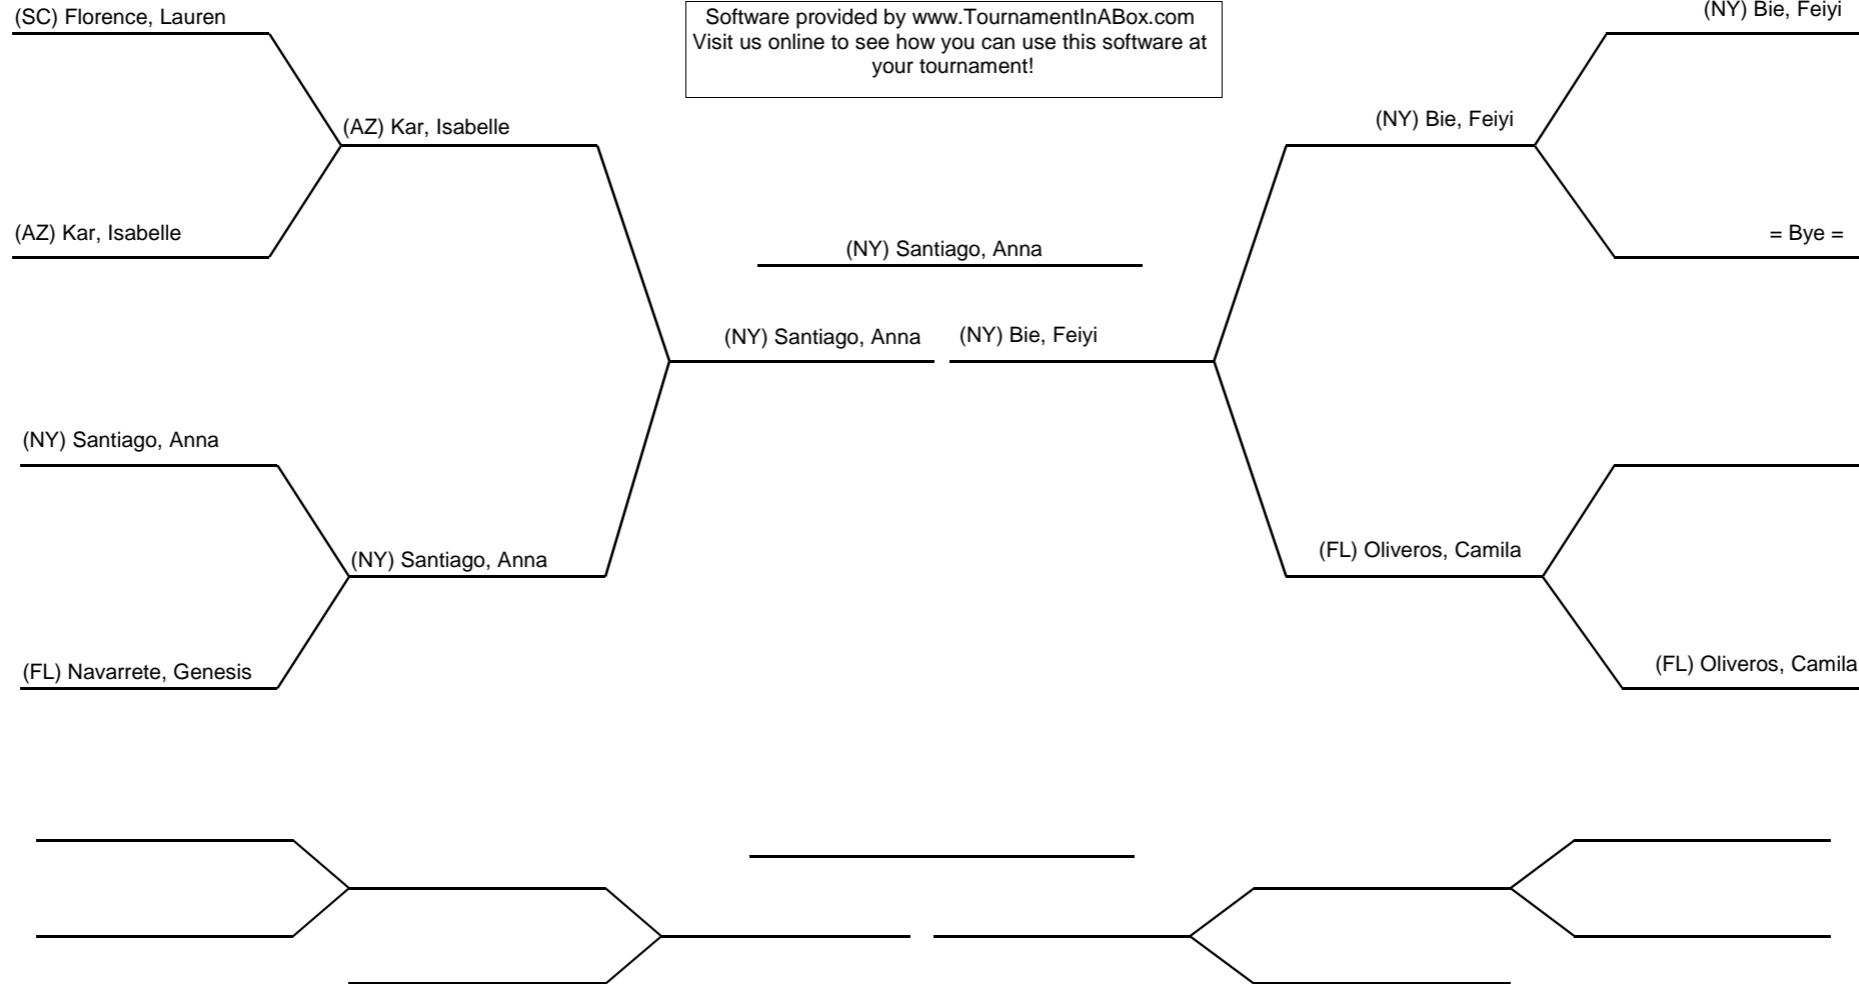 (SC) Florence, Lauren
Software provided by www.TournamentInABox.com
Visit us online to see how you can use this software at
your tournament!
(NY) Bie, Feiyi
(AZ) Kar, Isabelle
(NY) Bie, Feiyi
(AZ) Kar, Isabelle
= Bye =
(NY) Santiago, Anna
(NY) Santiago, Anna
(NY) Bie, Feiyi
(NY) Santiago, Anna
(NY) Santiago, Anna
(FL) Oliveros, Camila
(FL) Navarrete, Genesis
(FL) Oliveros, Camila